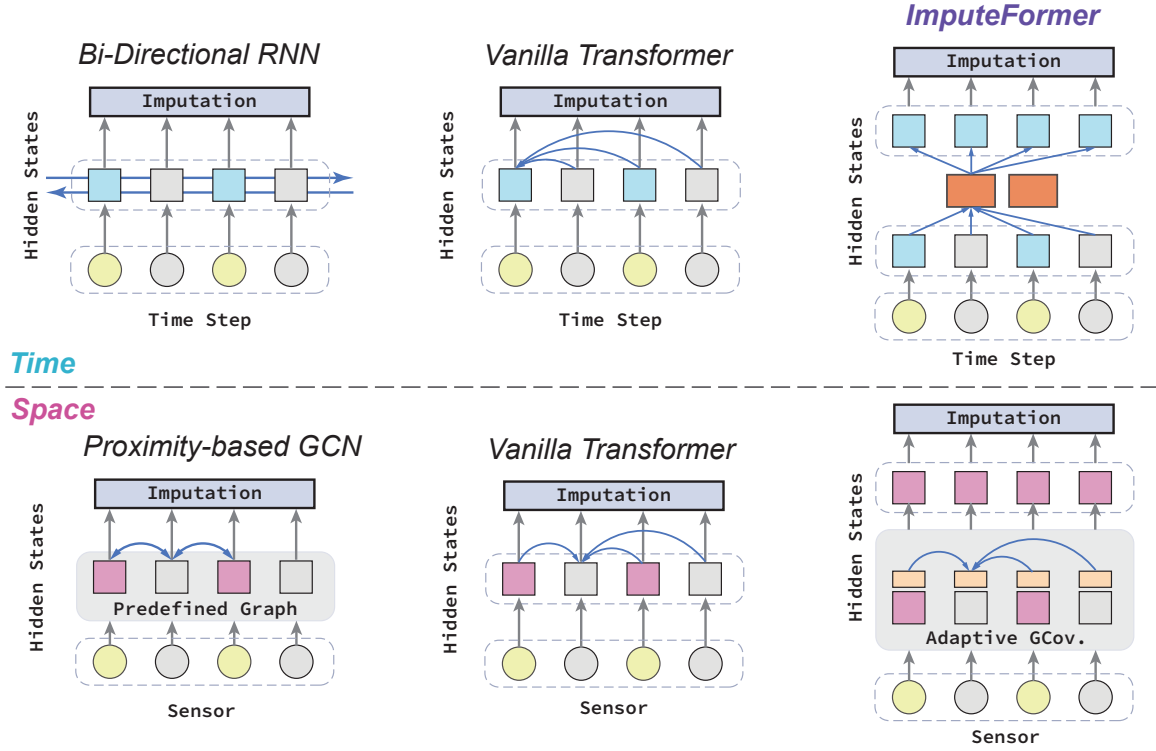 ImputeFormer
Bi-Directional RNN
Vanilla Transformer
Imputation
Imputation
Imputation
Hidden States
Hidden States
Hidden States
Time Step
Time Step
Time Step
Time
Space
Proximity-based GCN
Vanilla Transformer
Imputation
Imputation
Imputation
Hidden States
Hidden States
Hidden States
Predefined Graph
Adaptive GCov.
Sensor
Sensor
Sensor